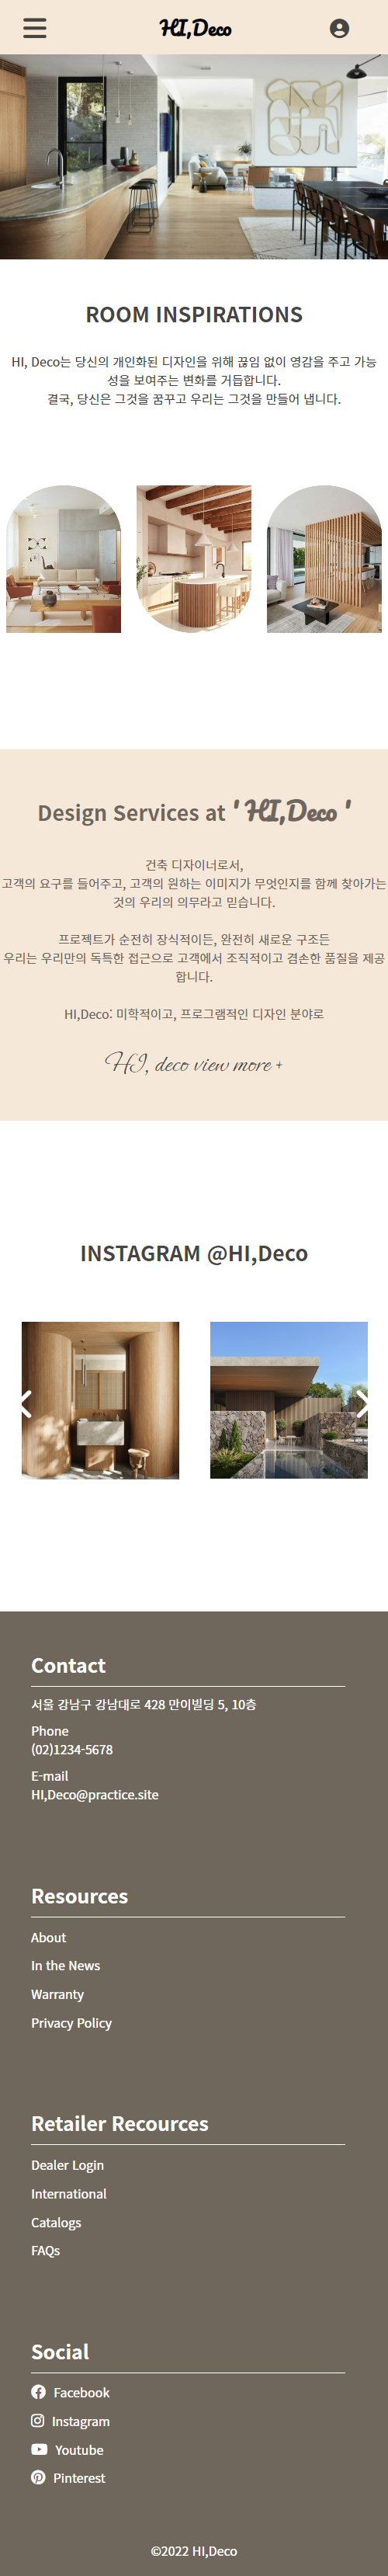 HI,Deco
ROOM INSPIRATIONS
HI, Deco는 당신의 개인화된 디자인을 위해 끊임 없이 영감을 주고 가능
성을 보여주는 변화를 거듭합니다.
결국, 당신은 그것을 꿈꾸고 우리는 그것을 만들어 냅니다.
Design Services at ' HI,Deco '
건축 디자이너로서,
고객의 요구를 들어주고, 고객의 원하는 이미지가 무엇인지를 함께 찾아가는
것의 우리의 의무라고 믿습니다.
프로젝트가 순전히 장식적이든, 완전히 새로운 구조든
우리는 우리만의 독특한 접근으로 고객에서 조직적이고 겸손한 품질을 제공
합니다.
HI,Deco: 미학적이고, 프로그램적인 디자인 분야로
HI, deco view more +
INSTAGRAM @HI,Deco
Contact
서울 강남구 강남대로 428 만이빌딩 5, 10층
Phone
(02)1234-5678
E-mail
HI,Deco@practice.site
Resources
About
In the News
Warranty
Privacy Policy
Retailer Recources
Dealer Login
International
Catalogs
FAQs
Social
Facebook
Instagram
Youtube
Pinterest
©2022 HI,Deco